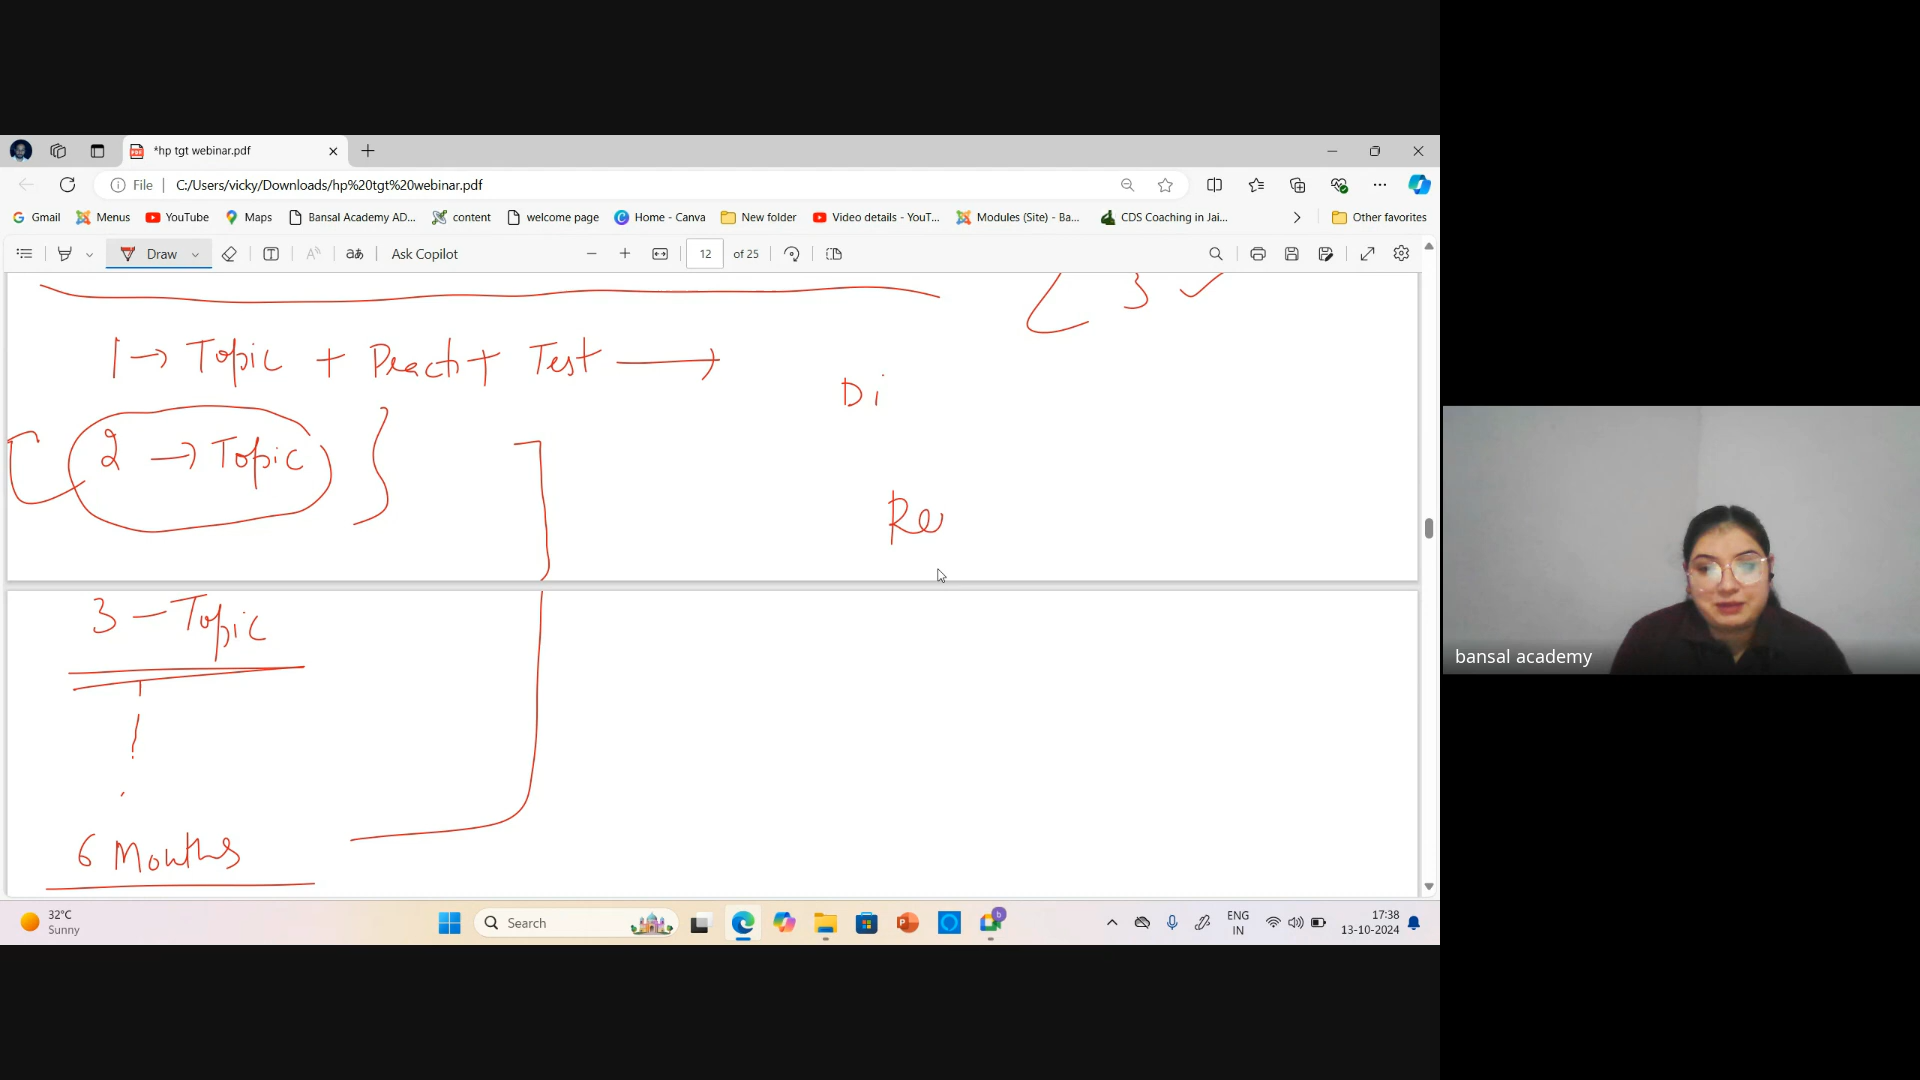 *hp tgt webinar.pdf
File C:/Users/vicky/Downloads/hp%20tgt%20webinar.pdf
Gmail Menus YouTube Maps Bansal Academy AD... content welcome page Home - Canva New folder Video details - YouT... Modules (Site) - Ba... CDS Coaching in Jai... Other favorites
Draw Ask Copilot 12 of 25
3 ✓
1 → Topic + Pract + Test →
Di
2 → Topic }
Re
3 – Topic
6 Months
bansal academy
32°C
Sunny
Search
ENG
IN
17:38
13-10-2024